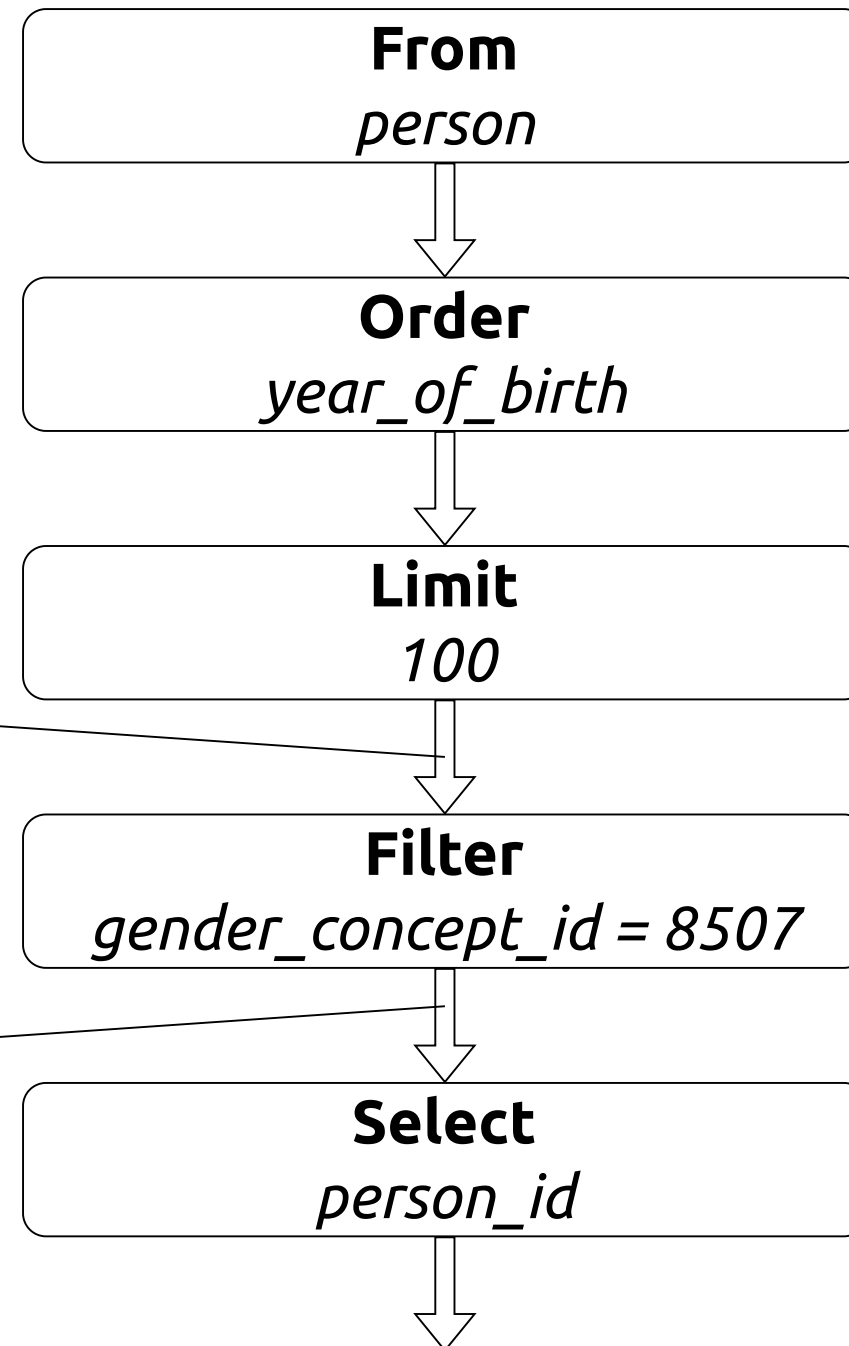 From
person
Order
year_of_birth
Limit
100
Filter
gender_concept_id = 8507
Select
person_id